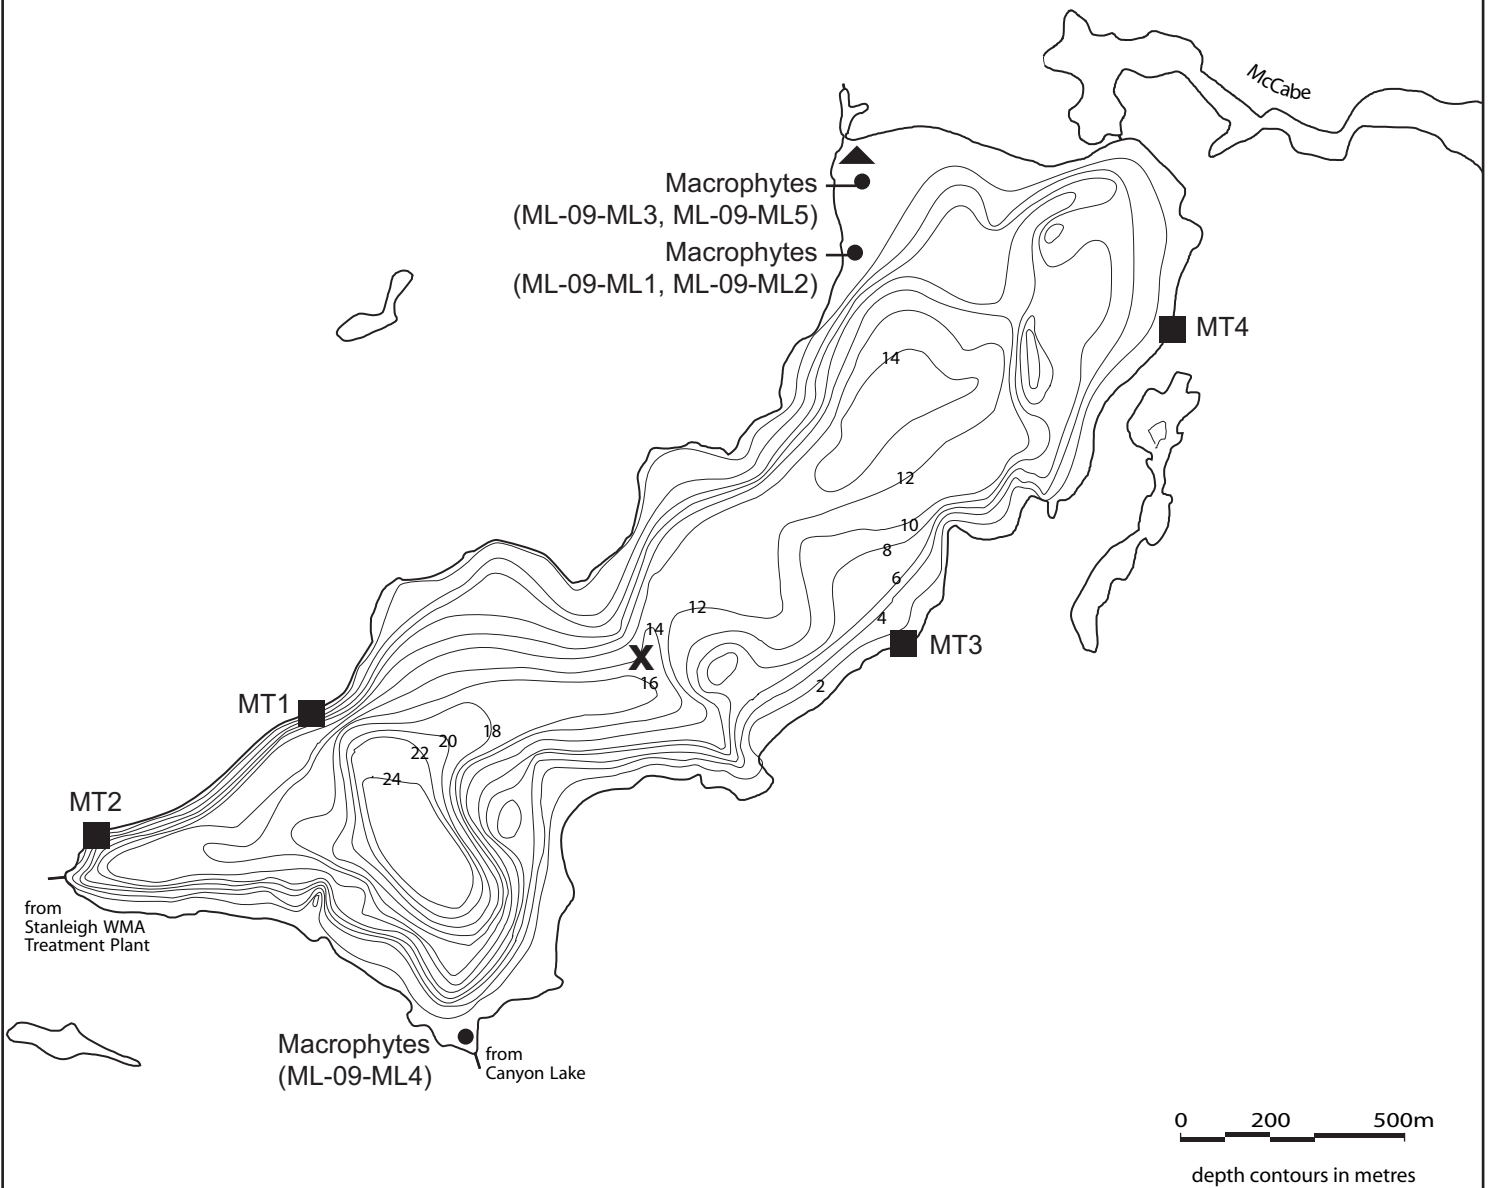 McCabe
Macrophytes
(ML-09-ML3, ML-09-ML5)
Macrophytes
(ML-09-ML1, ML-09-ML2)
MT4
14
12
10
8
6
12
4
14
MT3
X
16
2
MT1
18
20
22
24
MT2
from
Stanleigh WMA
Treatment Plant
Macrophytes
(ML-09-ML4)
from
Canyon Lake
0 200 500m
depth contours in metres